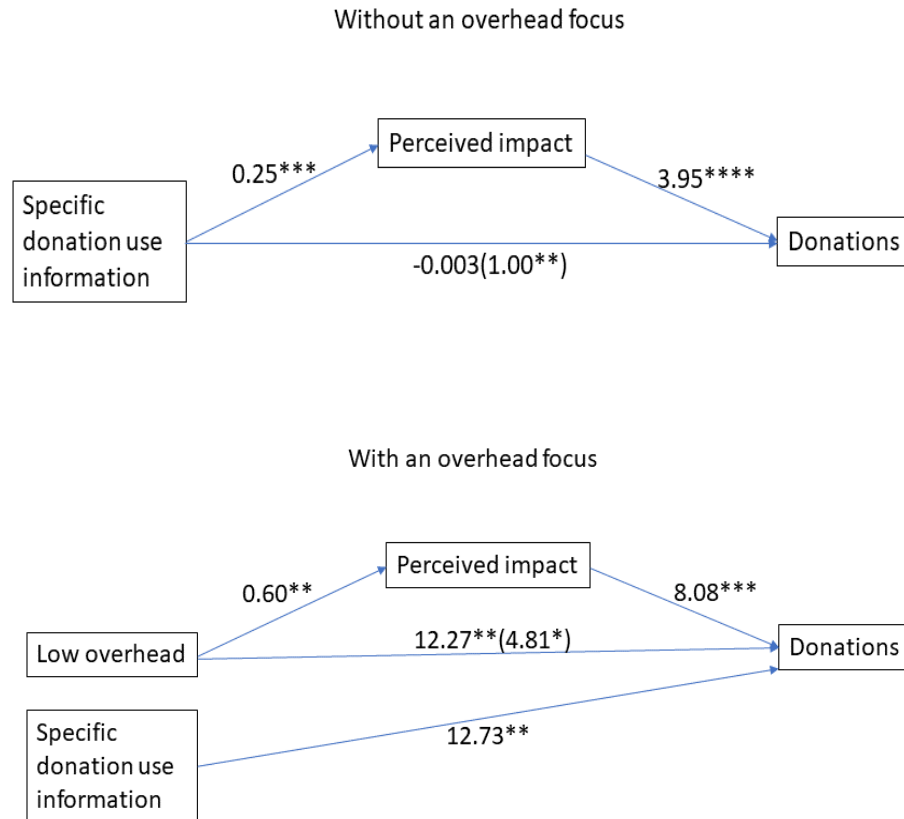 Without an overhead focus
Perceived impact
0.25***
3.95****
Specific
donation use
information
Donations
-0.003(1.00**)
With an overhead focus
Perceived impact
0.60**
8.08***
12.27**(4.81*)
Low overhead
Donations
Specific
donation use
information
12.73**